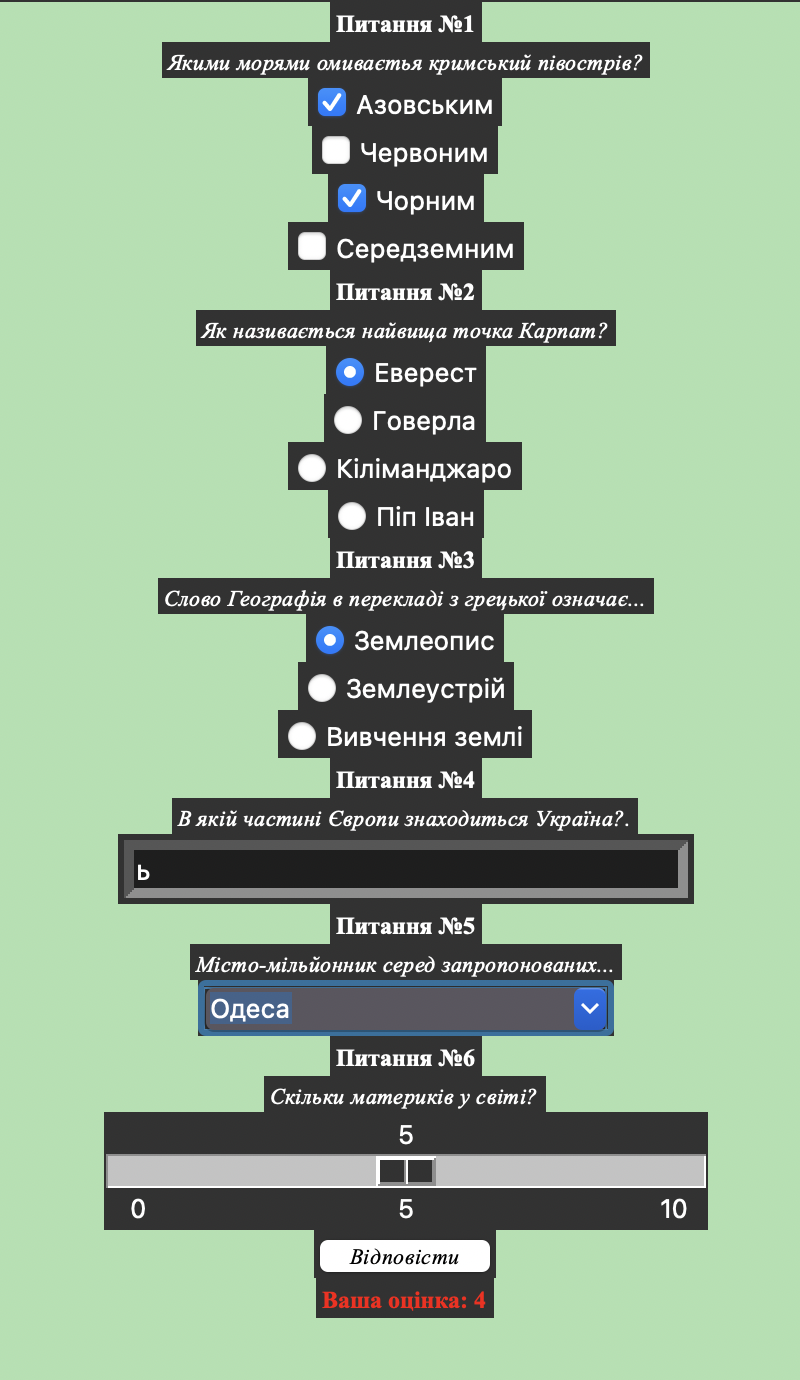 Питання №1
Якими морями омиваєтья кримський півострів?
Азовським
Червоним
Чорним
Середземним
Питання №2
Як називається найвища точка Карпат?
Еверест
Говерла
Кіліманджаро
Піп Іван
Питання №3
Слово Географія в перекладі з грецької означає...
Землеопис
Землеустрій
Вивчення землі
Питання №4
В якій частині Європи знаходиться Україна?.
ь
Питання №5
Місто-мільйонник серед запропонованих...
Одеса
Питання №6
Скільки материків у світі?
5
0 5 10
Відповісти
Ваша оцінка: 4